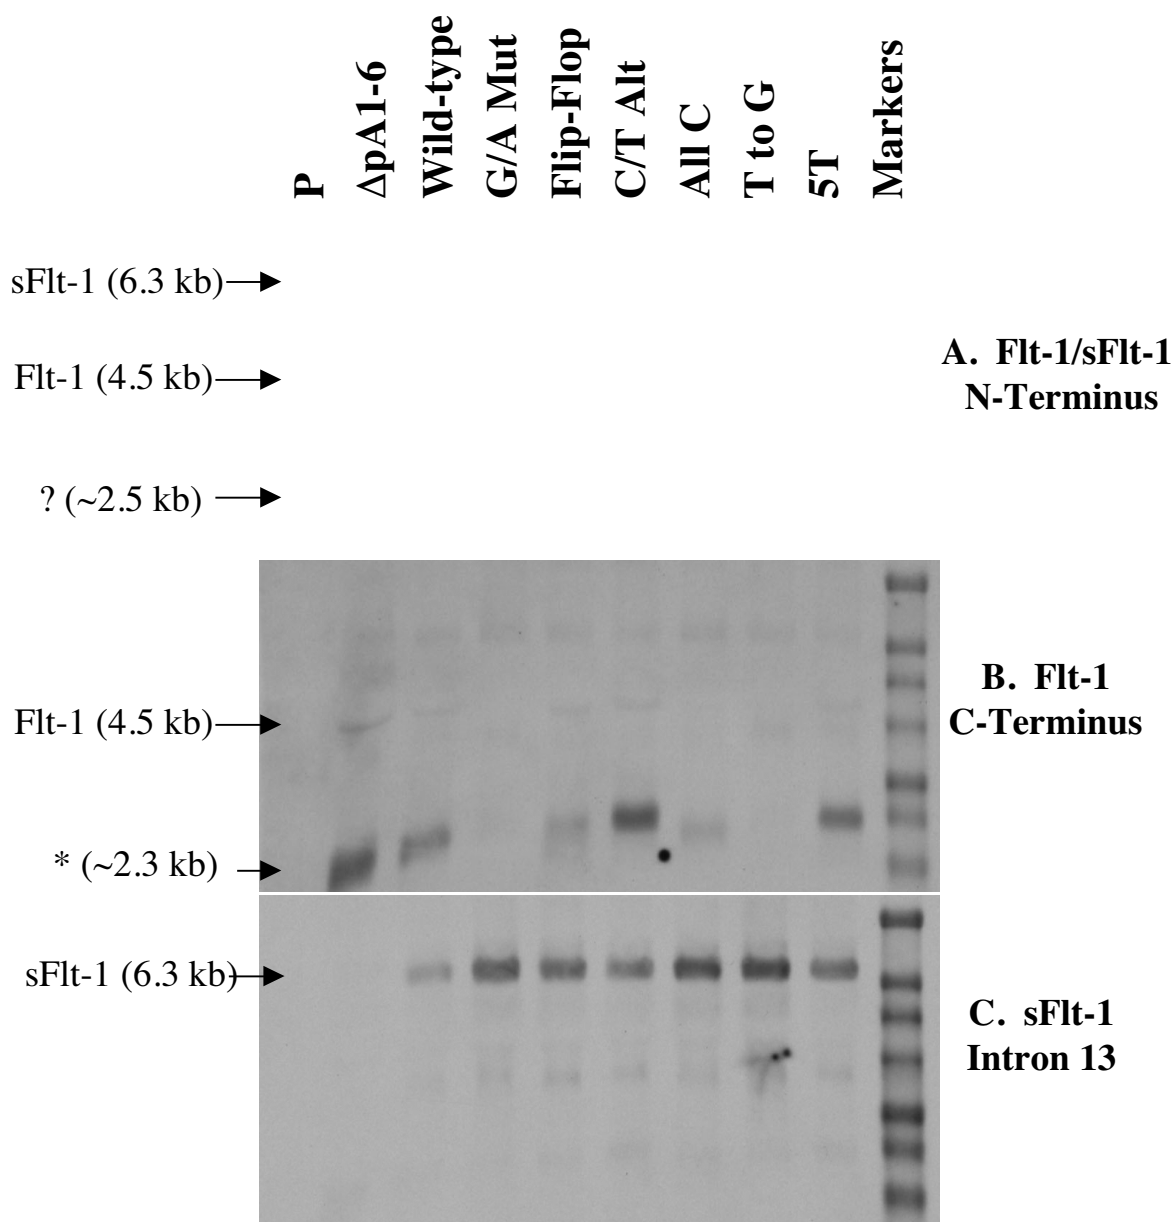 P
ΔpA1-6
Wild-type
G/A Mut
Flip-Flop
C/T Alt
All C
T to G
5T
Markers
sFlt-1 (6.3 kb)
Flt-1 (4.5 kb)
? (~2.5 kb)
A. Flt-1/sFlt-1
N-Terminus
Flt-1 (4.5 kb)
* (~2.3 kb)
B. Flt-1
C-Terminus
sFlt-1 (6.3 kb)
C. sFlt-1
Intron 13